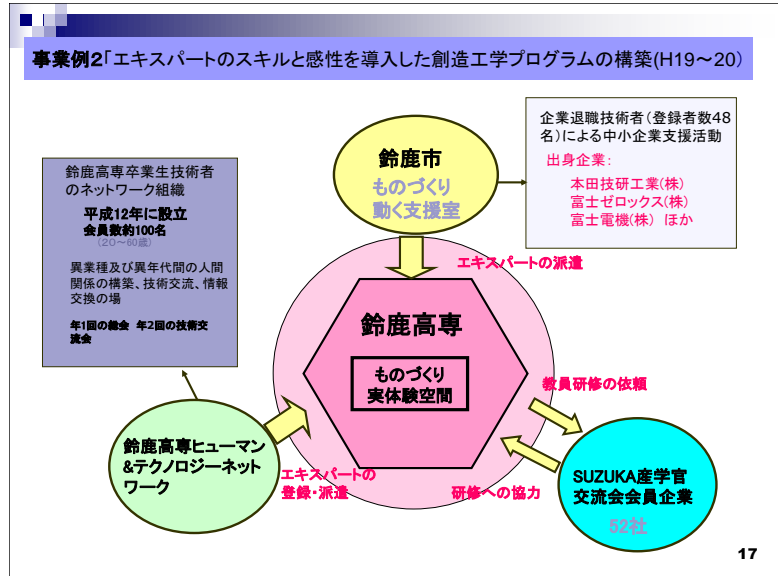 事業例2「エキスパートのスキルと感性を導入した創造工学プログラムの構築(H19～20)
企業退職技術者(登録者数48
名)による中小企業支援活動
出身企業：
本田技研工業(株)
富士ゼロックス(株)
富士電機(株) ほか
鈴鹿市
ものづくり
動く支援室
鈴鹿高専卒業生技術者
のネットワーク組織
平成12年に設立
会員数約100名
(20～60歳)
異業種及び異年代間の人間
関係の構築、技術交流、情報
交換の場
年1回の総会 年2回の技術交
流会
エキスパートの派遣
鈴鹿高専
ものづくり
実体験空間
教員研修の依頼
鈴鹿高専ヒューマン
&テクノロジーネット
ワーク
エキスパートの
登録・派遣
研修への協力
SUZUKA産学官
交流会会員企業
52社
17